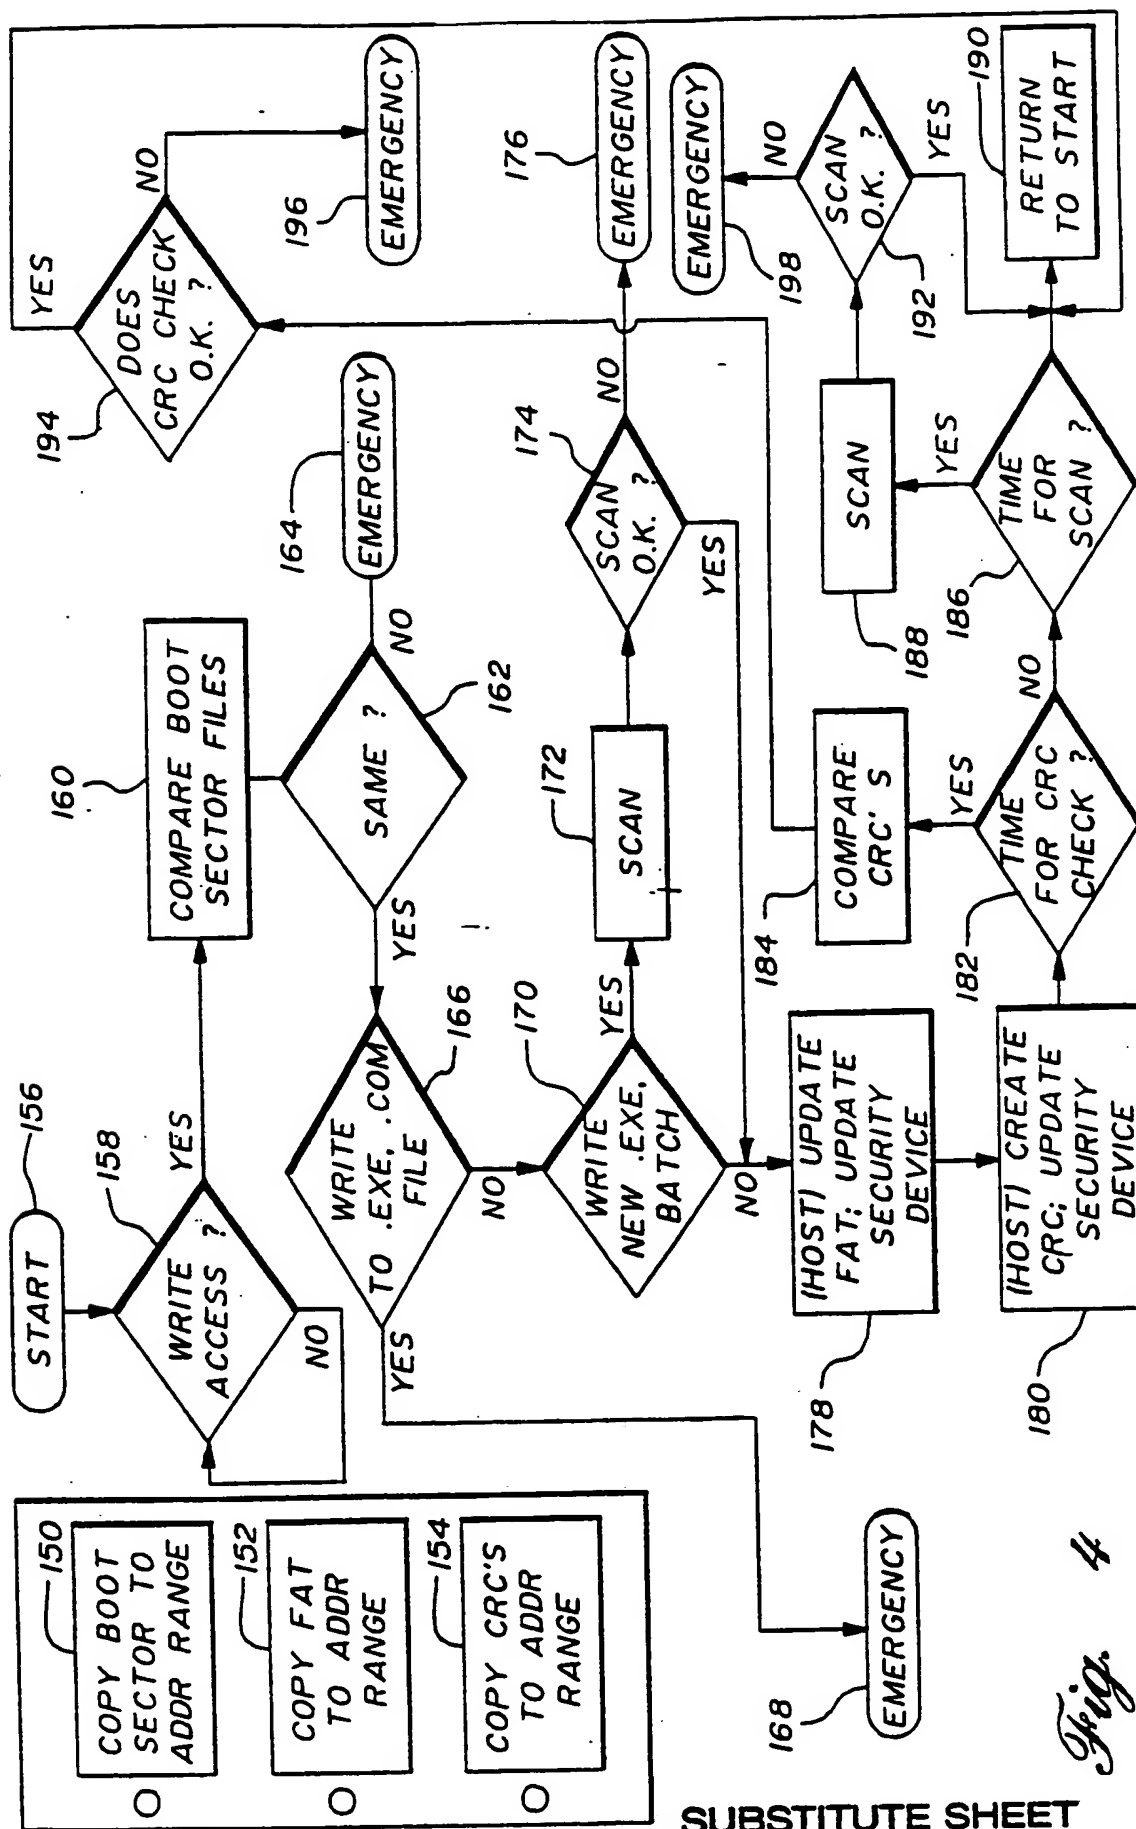 150
COPY BOOT
SECTOR TO
ADDR RANGE
152
COPY FAT
TO ADDR
RANGE
154
COPY CRC'S
TO ADDR
RANGE
START
156
158
WRITE
ACCESS ?
YES
NO
160
COMPARE BOOT
SECTOR FILES
162
SAME ?
YES
NO
164
EMERGENCY
166
WRITE
TO .EXE, .COM
FILE
YES
NO
168
EMERGENCY
170
WRITE
NEW .EXE,
BATCH
YES
NO
172
SCAN
174
SCAN
O.K. ?
YES
NO
176
EMERGENCY
178
(HOST) UPDATE
FAT; UPDATE
SECURITY
DEVICE
180
(HOST) CREATE
CRC; UPDATE
SECURITY
DEVICE
182
TIME
FOR CRC
CHECK ?
YES
NO
184
COMPARE
CRC'S
186
TIME
FOR
SCAN ?
YES
188
SCAN
190
RETURN
TO START
192
SCAN
O.K. ?
YES
NO
198
EMERGENCY
194
DOES
CRC CHECK
O.K. ?
YES
NO
196
EMERGENCY
Fig. 4
SUBSTITUTE SHEET